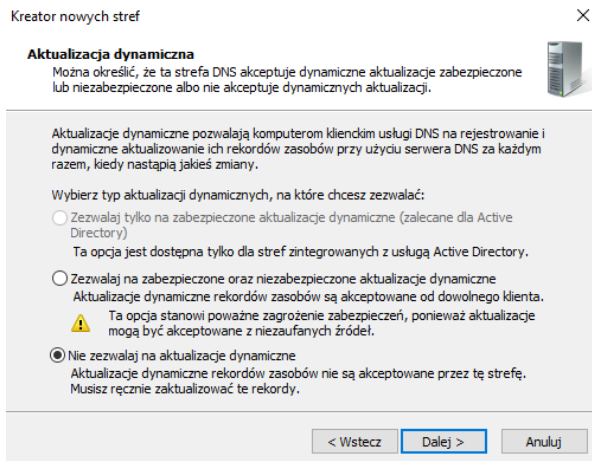 Kreator nowych stref
Aktualizacja dynamiczna
Można określić, że ta strefa DNS akceptuje dynamiczne aktualizacje zabezpieczone
lub niezabezpieczone albo nie akceptuje dynamicznych aktualizacji.
Aktualizacje dynamiczne pozwalają komputerom klienckim usługi DNS na rejestrowanie i
dynamiczne aktualizowanie ich rekordów zasobów przy użyciu serwera DNS za każdym
razem, kiedy nastąpią jakieś zmiany.
Wybierz typ aktualizacji dynamicznych, na które chcesz zezwalać:
Zezwalaj tylko na zabezpieczone aktualizacje dynamiczne (zalecane dla Active
Directory)
Ta opcja jest dostępna tylko dla stref zintegrowanych z usługą Active Directory.
Zezwalaj na zabezpieczone oraz niezabezpieczone aktualizacje dynamiczne
Aktualizacje dynamiczne rekordów zasobów są akceptowane od dowolnego klienta.
Ta opcja stanowi poważne zagrożenie zabezpieczeń, ponieważ aktualizacje
mogą być akceptowane z niezaufanych źródeł.
Nie zezwalaj na aktualizacje dynamiczne
Aktualizacje dynamiczne rekordów zasobów nie są akceptowane przez tę strefę.
Musisz ręcznie zaktualizować te rekordy.
< Wstecz
Dalej >
Anuluj